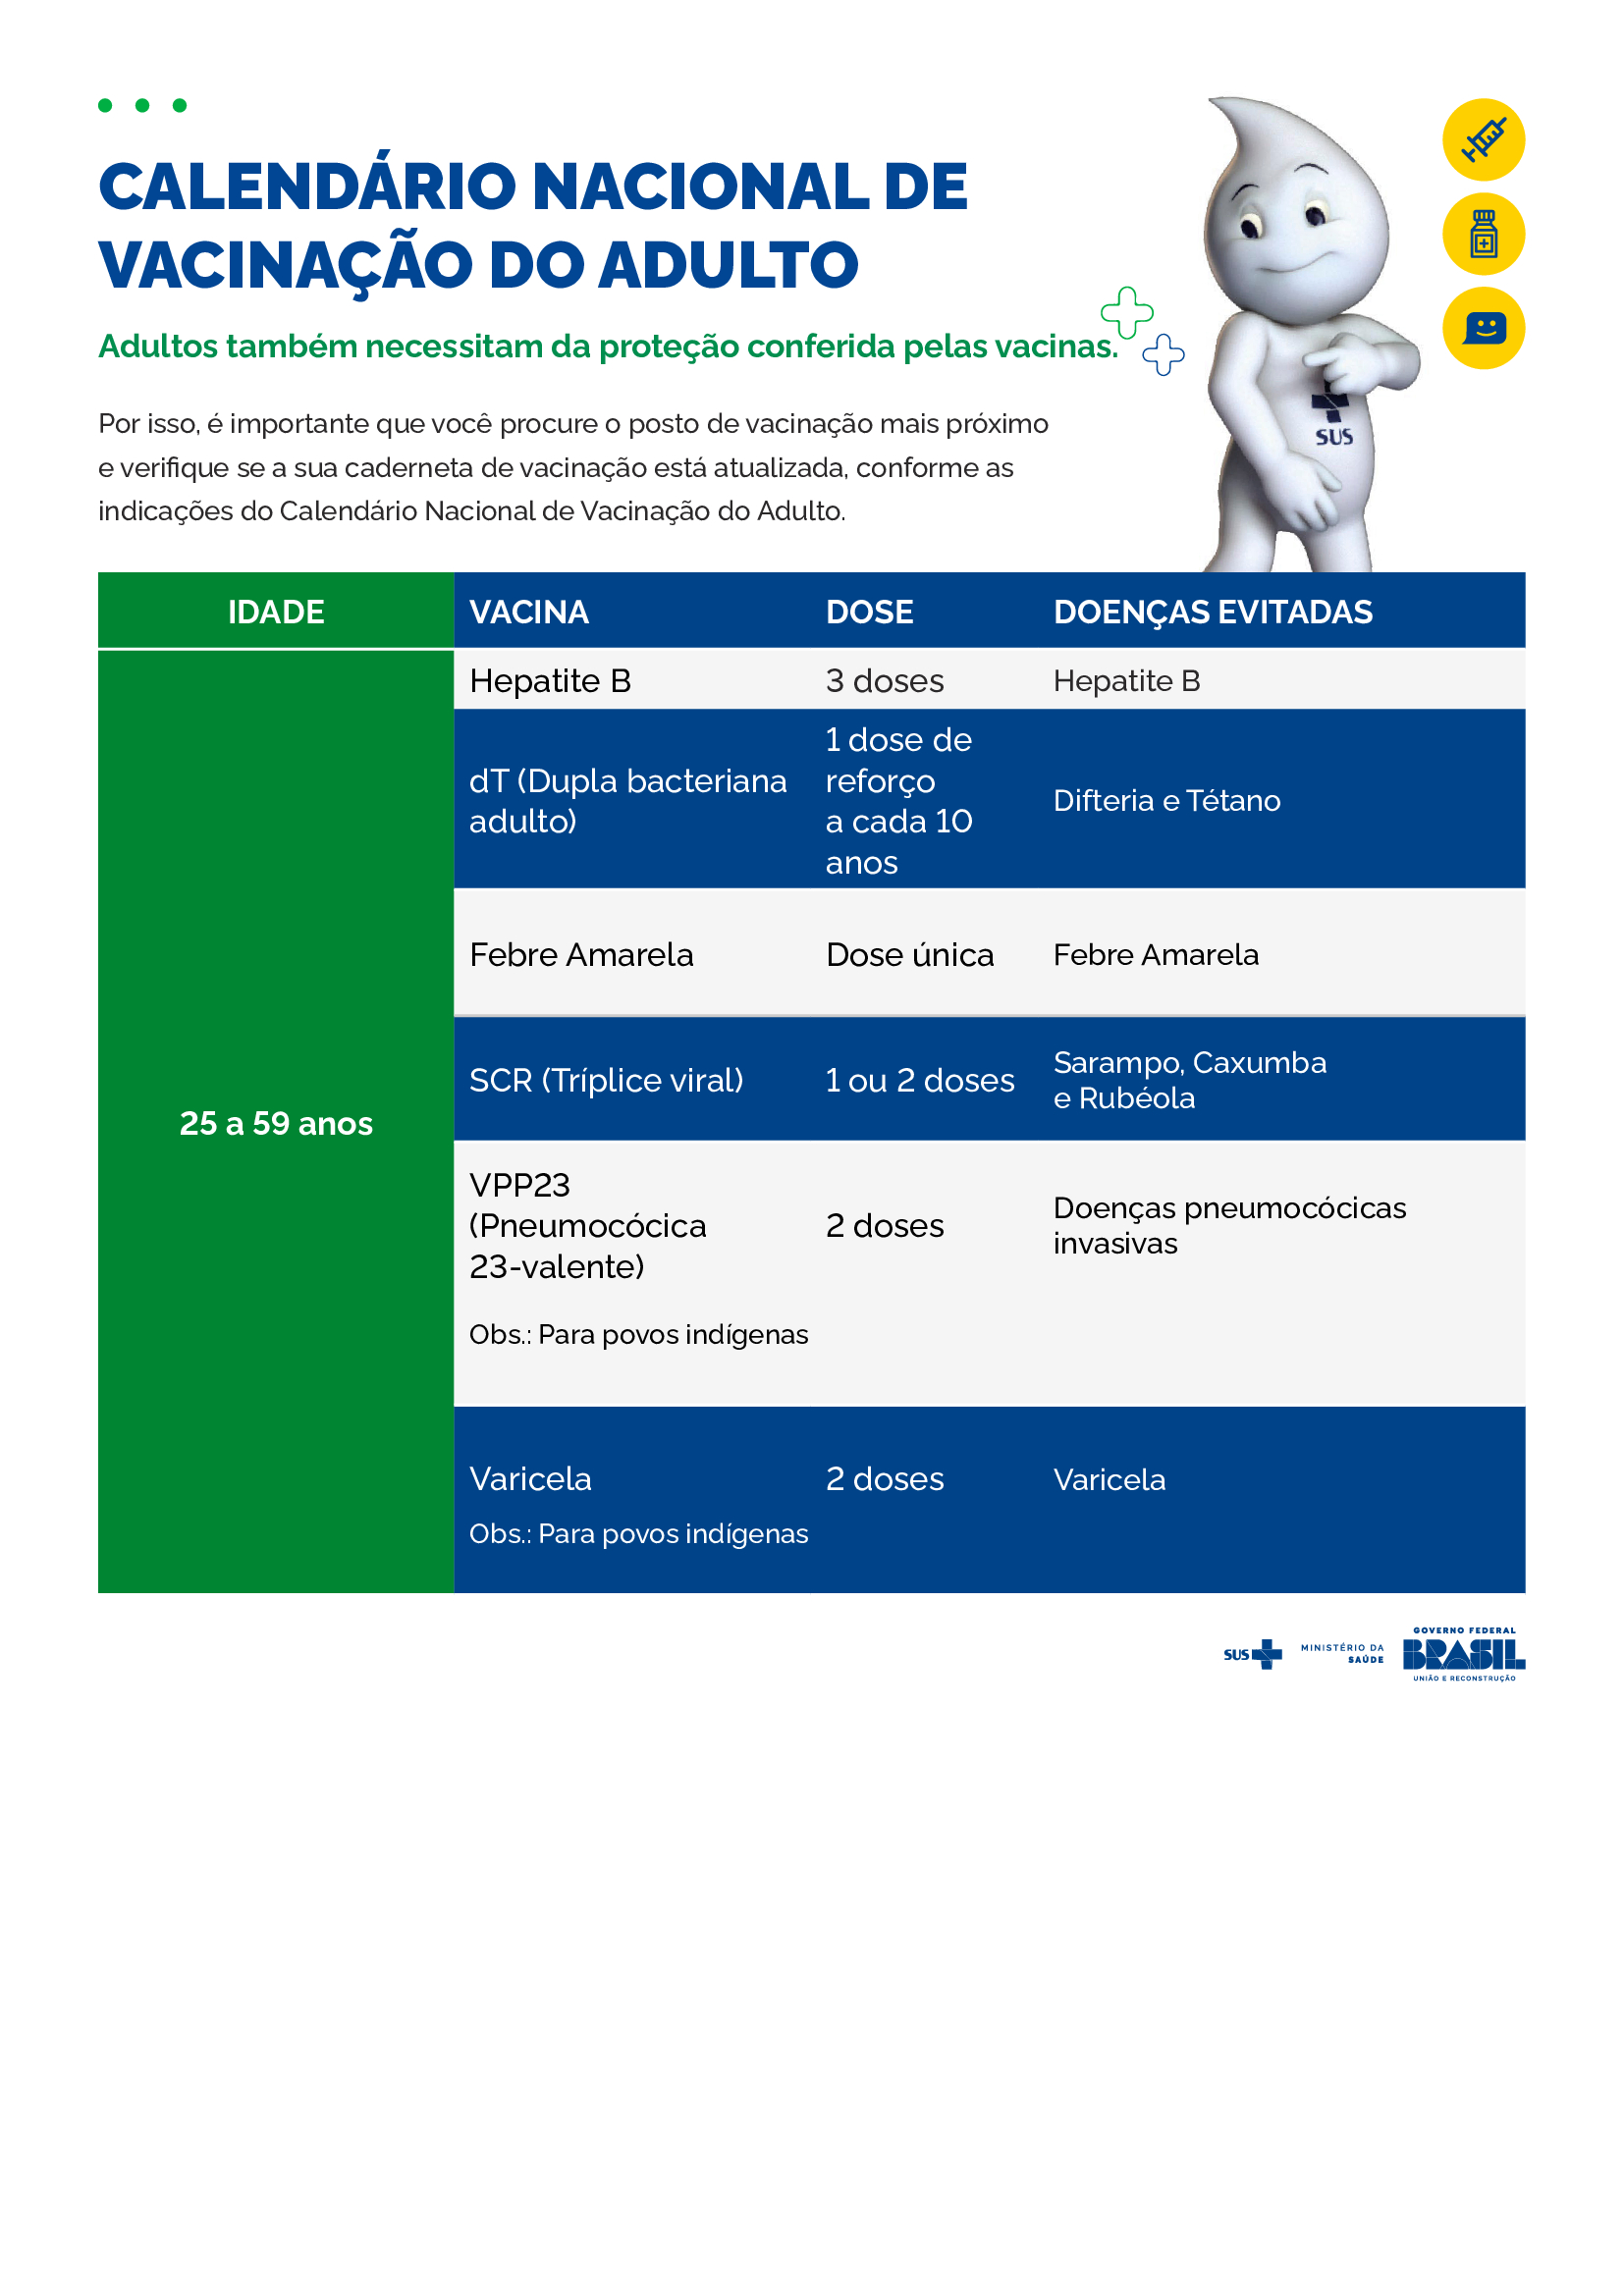 CALENDÁRIO NACIONAL DE
VACINAÇÃO DO ADULTO
Adultos também necessitam da proteção conferida pelas vacinas.
Por isso, é importante que você procure o posto de vacinação mais próximo
e verifique se a sua caderneta de vacinação está atualizada, conforme as
indicações do Calendário Nacional de Vacinação do Adulto.
SUS
IDADE VACINA DOSE DOENÇAS EVITADAS
25 a 59 anos
Hepatite B 3 doses Hepatite B
dT (Dupla bacteriana
adulto)
1 dose de
reforço
a cada 10
anos
Difteria e Tétano
Febre Amarela Dose única Febre Amarela
SCR (Tríplice viral) 1 ou 2 doses
Sarampo, Caxumba
e Rubéola
VPP23
(Pneumocócica
23-valente)
Obs.: Para povos indígenas
2 doses
Doenças pneumocócicas
invasivas
Varicela 2 doses Varicela
Obs.: Para povos indígenas
SUS
MINISTÉRIO DA
SAÚDE
GOVERNO FEDERAL
BRASIL
UNIÃO E RECONSTRUÇÃO